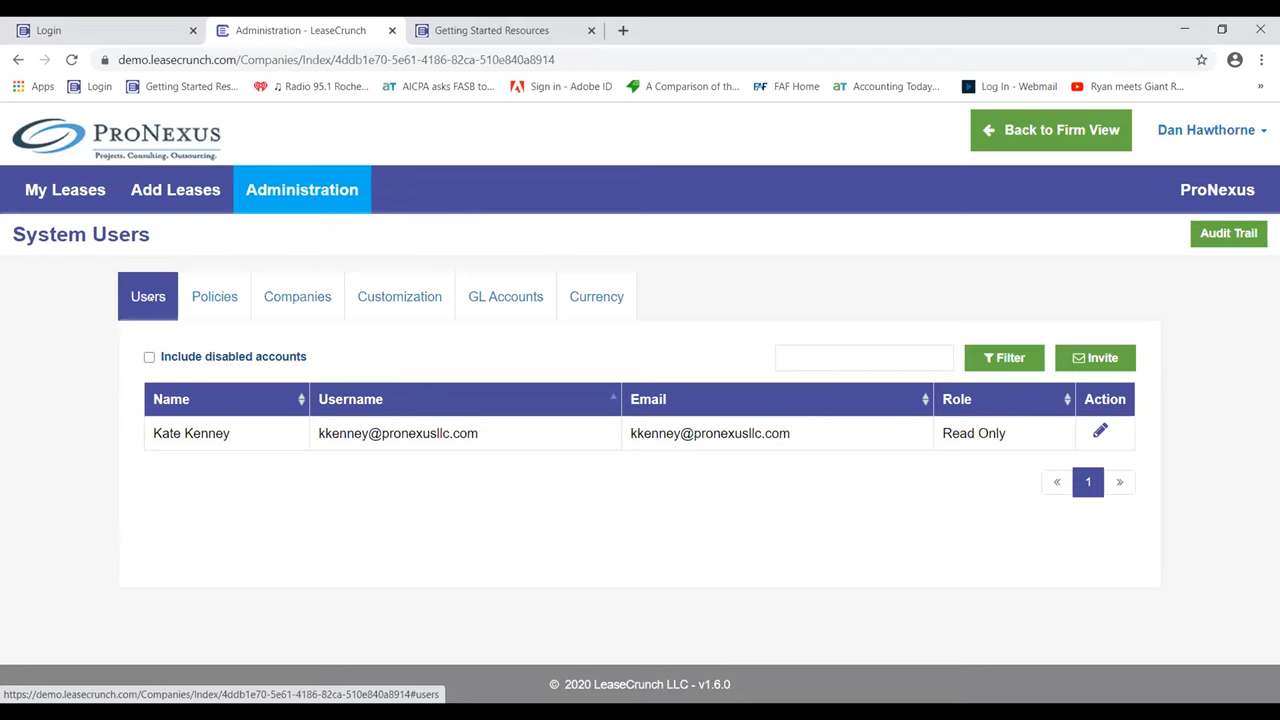 Login
Administration - LeaseCrunch
Getting Started Resources
demo.leasecrunch.com/Companies/Index/4ddb1e70-5e61-4186-82ca-510e840a8914
Apps
Login
Getting Started Res...
♫ Radio 95.1 Roche...
AICPA asks FASB to...
Sign in - Adobe ID
A Comparison of th...
FAF Home
Accounting Today...
Log In - Webmail
Ryan meets Giant R...
»
PRONEXUS
Projects. Consulting. Outsourcing.
Back to Firm View
Dan Hawthorne
My Leases
Add Leases
Administration
ProNexus
System Users
Audit Trail
Users
Policies
Companies
Customization
GL Accounts
Currency
Include disabled accounts
Filter
Invite
Name Username Email Role Action
Kate Kenney kkenney@pronexusllc.com kkenney@pronexusllc.com Read Only
« 1 »
© 2020 LeaseCrunch LLC - v1.6.0
https://demo.leasecrunch.com/Companies/Index/4ddb1e70-5e61-4186-82ca-510e840a8914#users